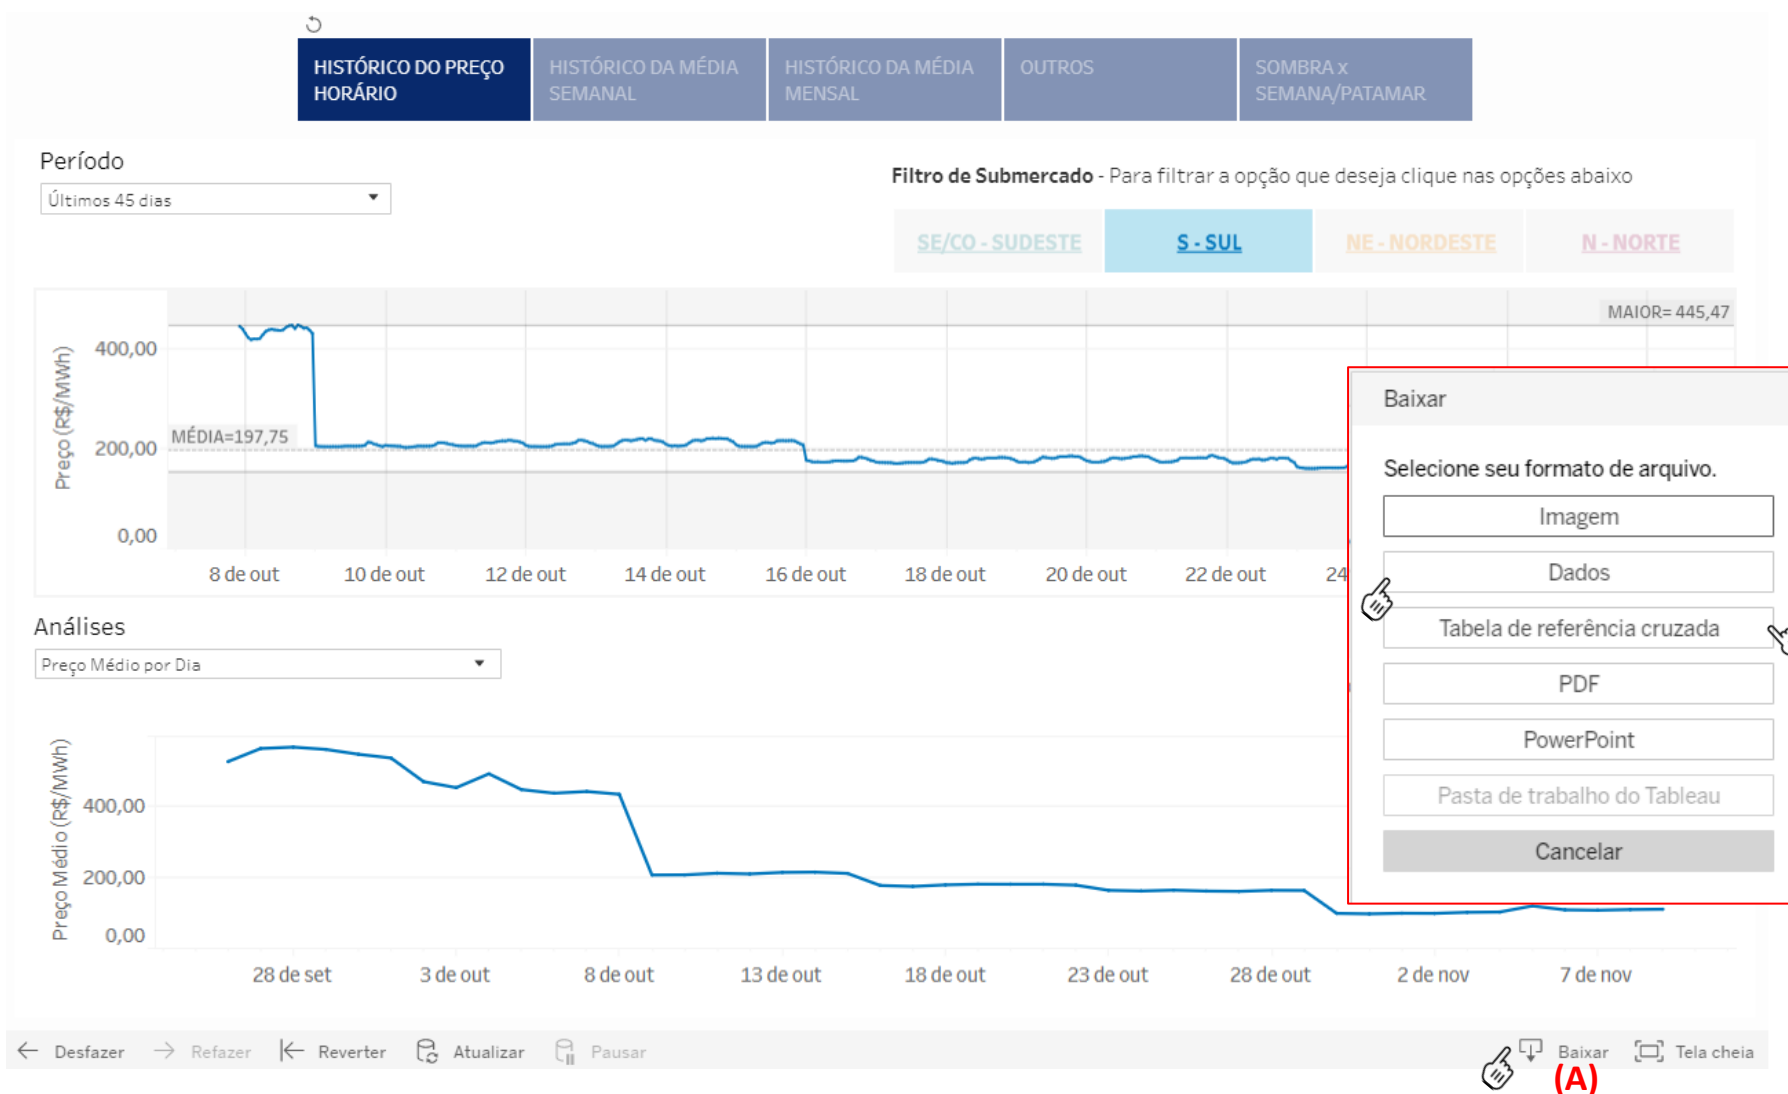 HISTÓRICO DO PREÇO
HORÁRIO
HISTÓRICO DA MÉDIA
SEMANAL
HISTÓRICO DA MÉDIA
MENSAL
OUTROS
SOMBRA x
SEMANA/PATAMAR
Período
Últimos 45 dias
Filtro de Submercado - Para filtrar a opção que deseja clique nas opções abaixo
SE/CO - SUDESTE
S - SUL
NE - NORDESTE
N - NORTE
Preço (R$/MWh)
400,00
200,00
0,00
MAIOR= 445,47
MÉDIA=197,75
8 de out
10 de out
12 de out
14 de out
16 de out
18 de out
20 de out
22 de out
24
Baixar
Selecione seu formato de arquivo.
Imagem
Dados
Tabela de referência cruzada
PDF
PowerPoint
Pasta de trabalho do Tableau
Cancelar
Análises
Preço Médio por Dia
Preço Médio (R$/MWh)
400,00
200,00
0,00
28 de set
3 de out
8 de out
13 de out
18 de out
23 de out
28 de out
2 de nov
7 de nov
Desfazer
Refazer
Reverter
Atualizar
Pausar
Baixar
Tela cheia
(A)